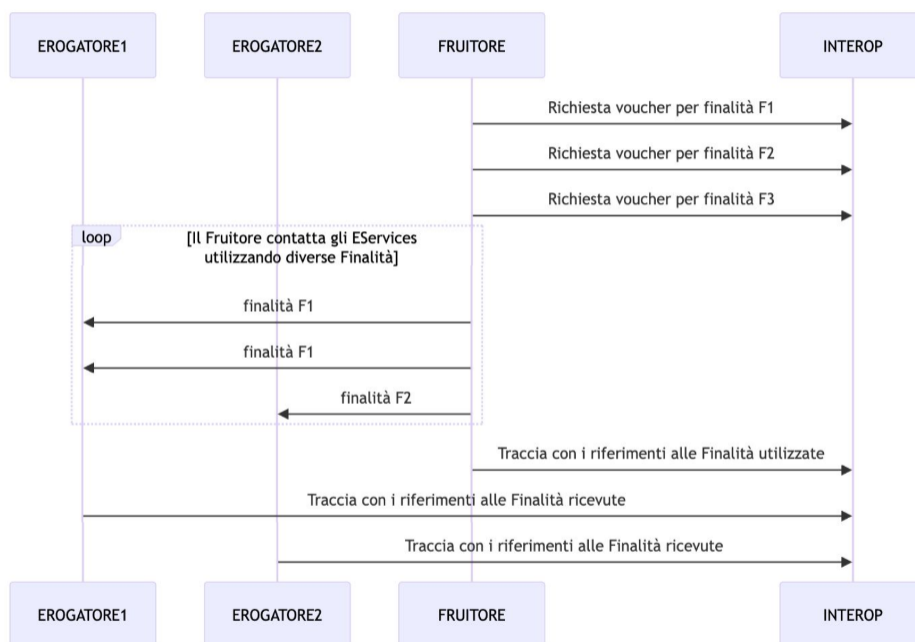 EROGATORE1
EROGATORE2
FRUITORE
INTEROP
Richiesta voucher per finalità F1
Richiesta voucher per finalità F2
Richiesta voucher per finalità F3
loop
[Il Fruitore contatta gli EServices
utilizzando diverse Finalità]
finalità F1
finalità F1
finalità F2
Traccia con i riferimenti alle Finalità utilizzate
Traccia con i riferimenti alle Finalità ricevute
Traccia con i riferimenti alle Finalità ricevute
EROGATORE1
EROGATORE2
FRUITORE
INTEROP